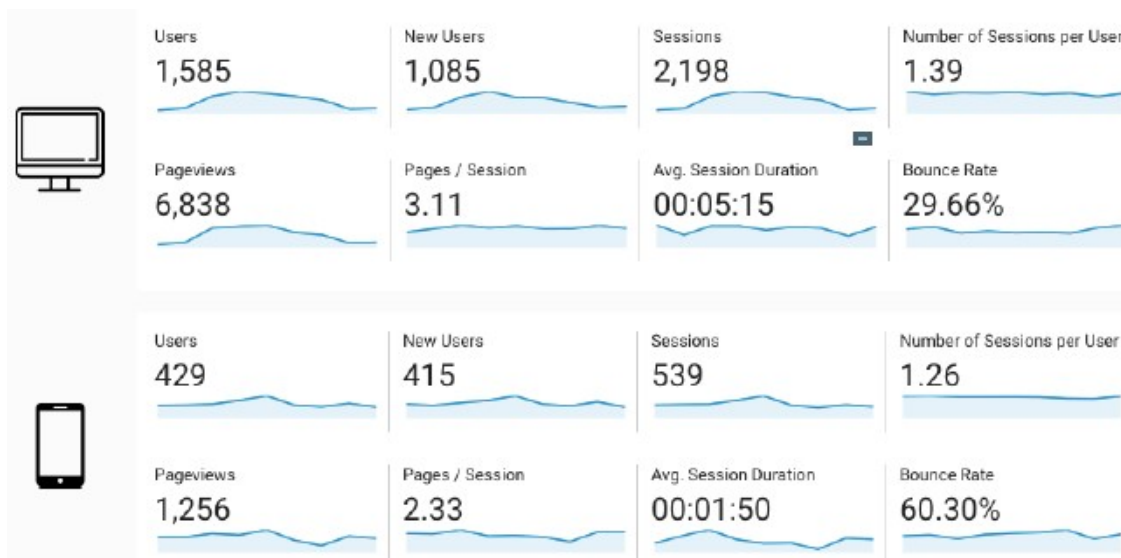 Users New Users Sessions Number of Sessions per User
1,585 1,085 2,198 1.39
Pageviews Pages / Session Avg. Session Duration Bounce Rate
6,838 3.11 00:05:15 29.66%
Users New Users Sessions Number of Sessions per User
429 415 539 1.26
Pageviews Pages / Session Avg. Session Duration Bounce Rate
1,256 2.33 00:01:50 60.30%